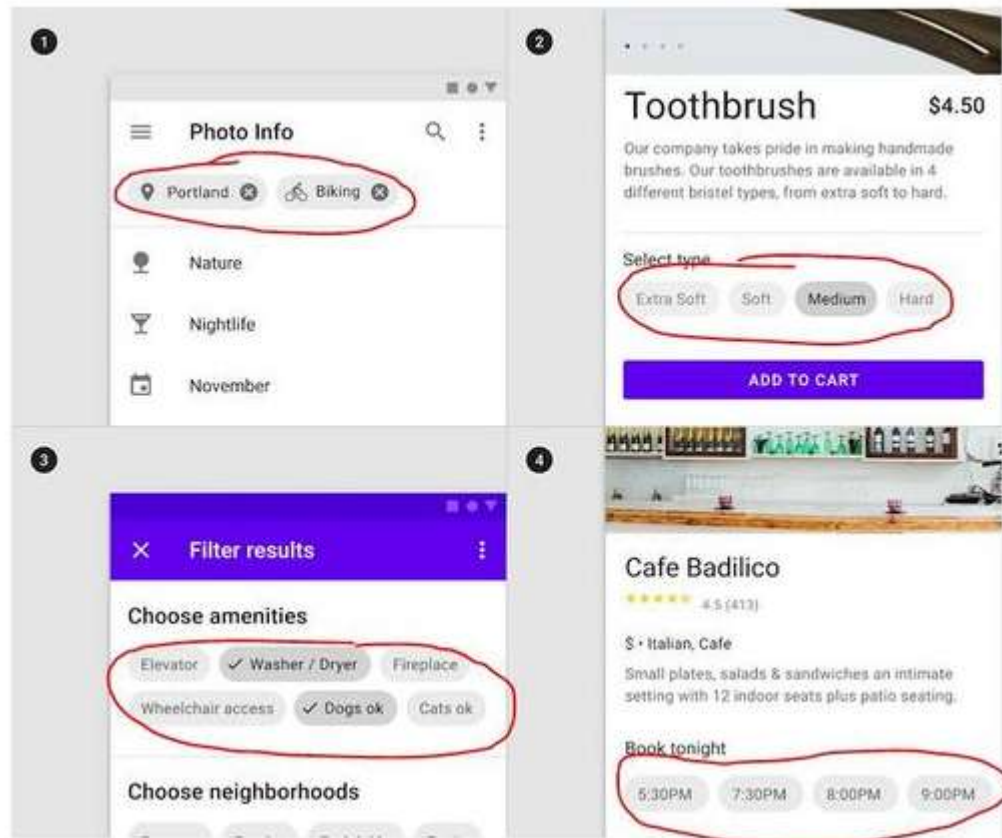 1
Photo Info
Portland Biking
Nature
Nightlife
November
2
Toothbrush $4.50
Our company takes pride in making handmade
brushes. Our toothbrushes are available in 4
different bristel types, from extra soft to hard.
Select type
Extra Soft Soft Medium Hard
ADD TO CART
3
Filter results
Choose amenities
Elevator Washer / Dryer Fireplace
Wheelchair access Dogs ok Cats ok
Choose neighborhoods
4
Cafe Badilico
4.5 (413)
$ • Italian, Cafe
Small plates, salads & sandwiches an intimate
setting with 12 indoor seats plus patio seating.
Book tonight
5:30PM 7:30PM 8:00PM 9:00PM